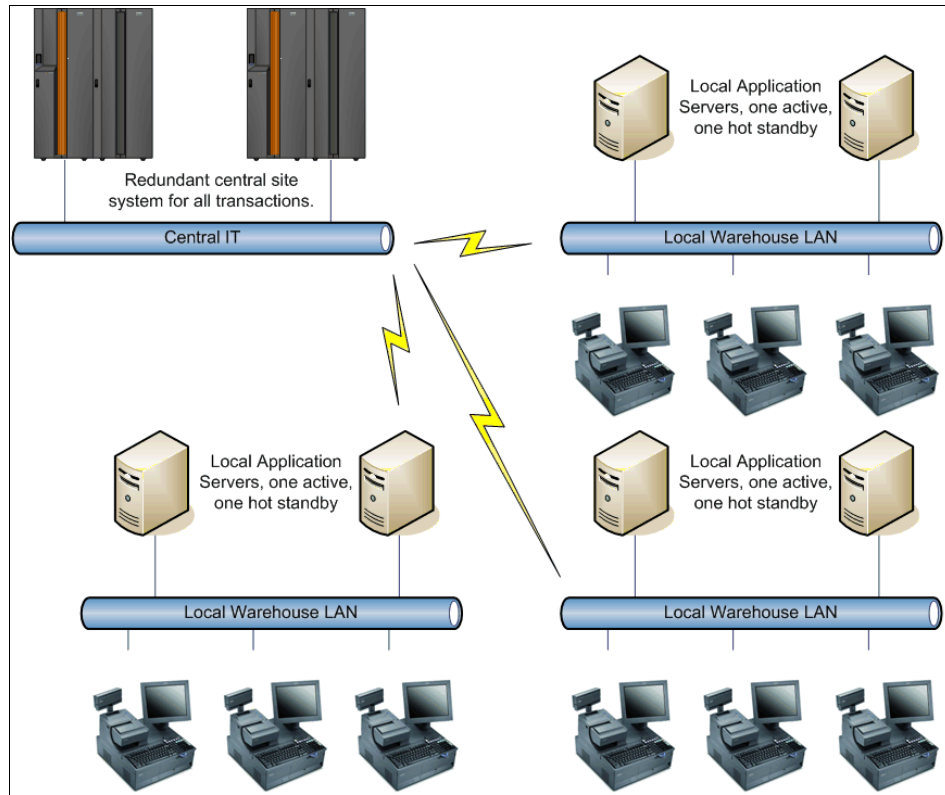 Redundant central site
system for all transactions.
Central IT
Local Application
Servers, one active,
one hot standby
Local Warehouse LAN
Local Application
Servers, one active,
one hot standby
Local Warehouse LAN
Local Application
Servers, one active,
one hot standby
Local Warehouse LAN